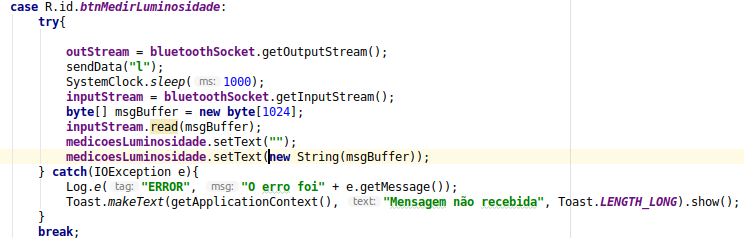 case R.id.btnMedirLuminosidade:
try{
outStream = bluetoothSocket.getOutputStream();
sendData("l");
SystemClock.sleep( ms: 1000);
inputStream = bluetoothSocket.getInputStream();
byte[] msgBuffer = new byte[1024];
inputStream.read(msgBuffer);
medicoesLuminosidade.setText("");
medicoesLuminosidade.setText(new String(msgBuffer));
} catch(IOException e){
Log.e( tag: "ERROR", msg: "O erro foi" + e.getMessage());
Toast.makeText(getApplicationContext(), text: "Mensagem não recebida", Toast.LENGTH_LONG).show();
}
break;